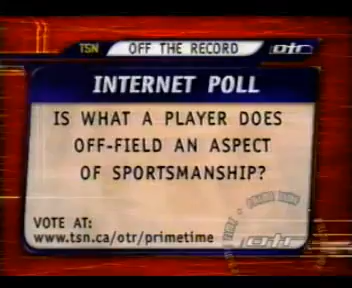 TSN OFF THE RECORD otr
INTERNET POLL
IS WHAT A PLAYER DOES
OFF-FIELD AN ASPECT
OF SPORTSMANSHIP?
VOTE AT:
www.tsn.ca/otr/primetime
otr